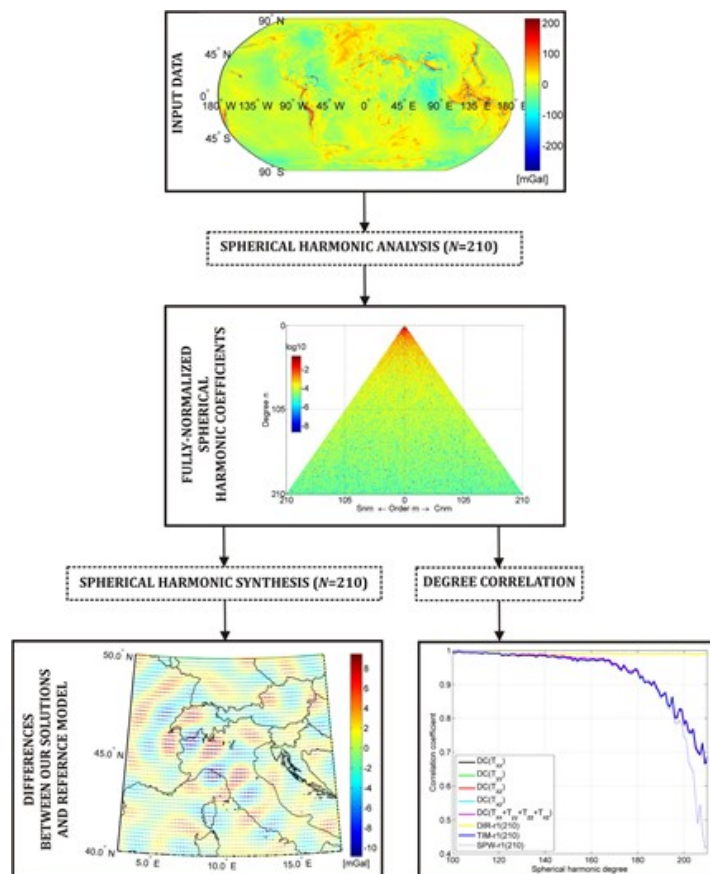 INPUT DATA
90° N
45° N
0°
180° W 135° W 90° W 45° W 0° 45° E 90° E 135° E 180° E
45° S
90° S
200
100
0
-100
-200
[mGal]
SPHERICAL HARMONIC ANALYSIS (N=210)
FULLY-NORMALIZED
SPHERICAL
HARMONIC COEFFICIENTS
log10
-2
-4
-6
-8
Degree n
0
105
210
210 105 0 105 210
Snm ← Order m → Cnm
SPHERICAL HARMONIC SYNTHESIS (N=210)
DEGREE CORRELATION
DIFFERENCES
BETWEEN OUR SOLUTIONS
AND REFERNCE MODEL
50.0° N
45.0° N
40.0° N
5.0° E 10.0° E 15.0° E
8
6
4
2
0
-2
-4
-6
-8
-10
[mGal]
Correlation coefficient
1
0.9
0.8
0.7
0.6
0.5
0.4
DIR-r1(210)
TIM-r1(210)
SPW-r1(210)
100 120 140 160 180 200
Spherical harmonic degree